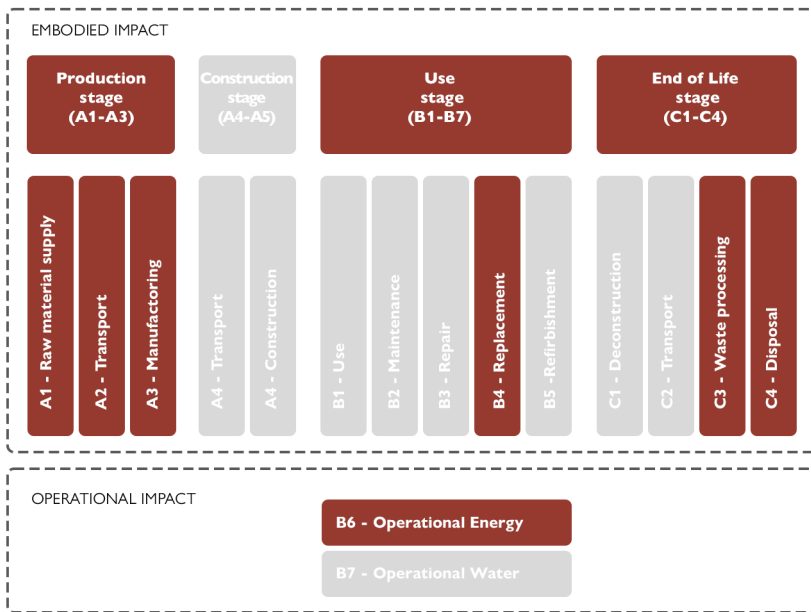 EMBODIED IMPACT
Production
stage
(A1-A3)
Construction
stage
(A4-A5)
Use
stage
(B1-B7)
End of Life
stage
(C1-C4)
A1 - Raw material supply
A2 - Transport
A3 - Manufactoring
A4 - Transport
A4 - Construction
B1 - Use
B2 - Maintenance
B3 - Repair
B4 - Replacement
B5 -Refirbishment
C1 - Deconstruction
C2 - Transport
C3 - Waste processing
C4 - Disposal
OPERATIONAL IMPACT
B6 - Operational Energy
B7 - Operational Water